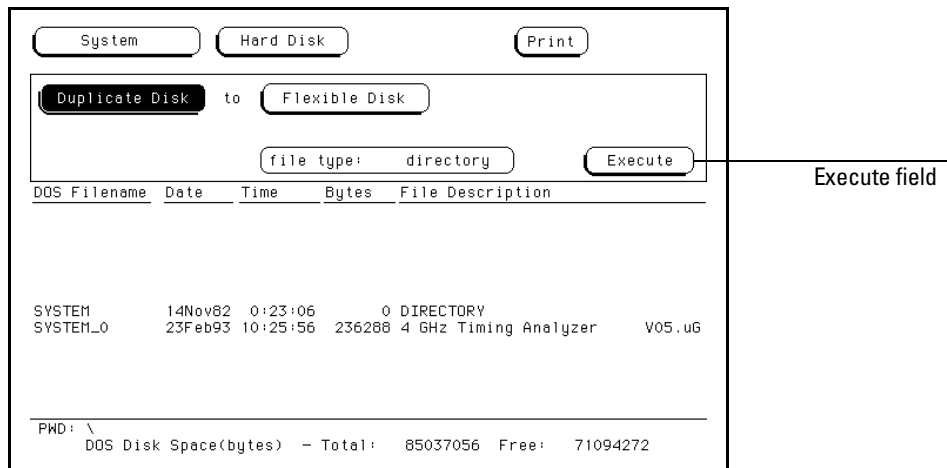 System Hard Disk Print
Duplicate Disk to Flexible Disk
file type: directory Execute
Execute field
DOS Filename Date Time Bytes File Description
SYSTEM 14Nov82 0:23:06 0 DIRECTORY
SYSTEM_O 23Feb93 10:25:56 236288 4 GHz Timing Analyzer V05.uG
PWD: \
DOS Disk Space(bytes) - Total: 85037056 Free: 71094272